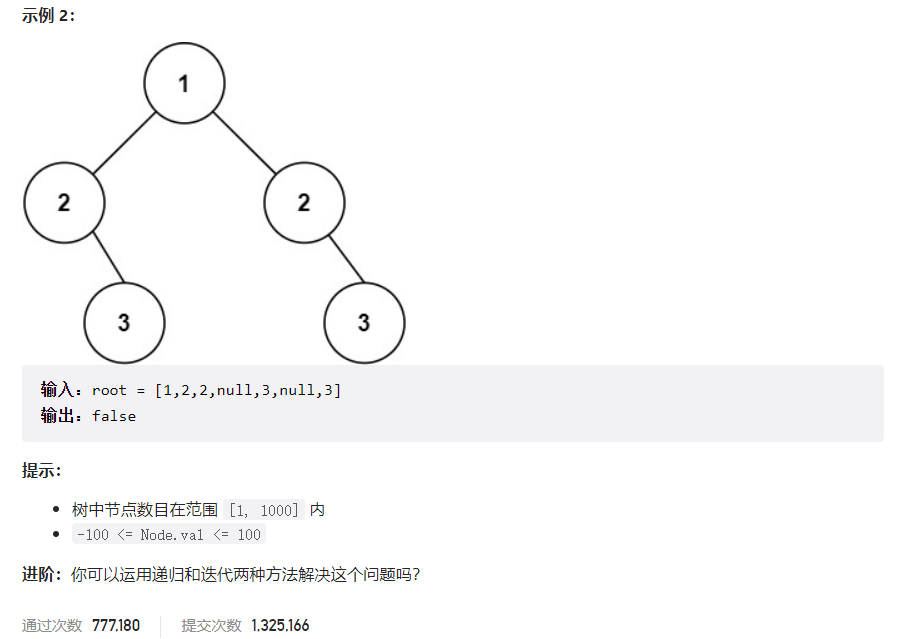 示例 2：
1
2
2
3
3
输入：root = [1,2,2,null,3,null,3]
输出：false
提示：
树中节点数目在范围 [1, 1000] 内
-100 <= Node.val <= 100
进阶：你可以运用递归和迭代两种方法解决这个问题吗？
通过次数 777,180 提交次数 1,325,166